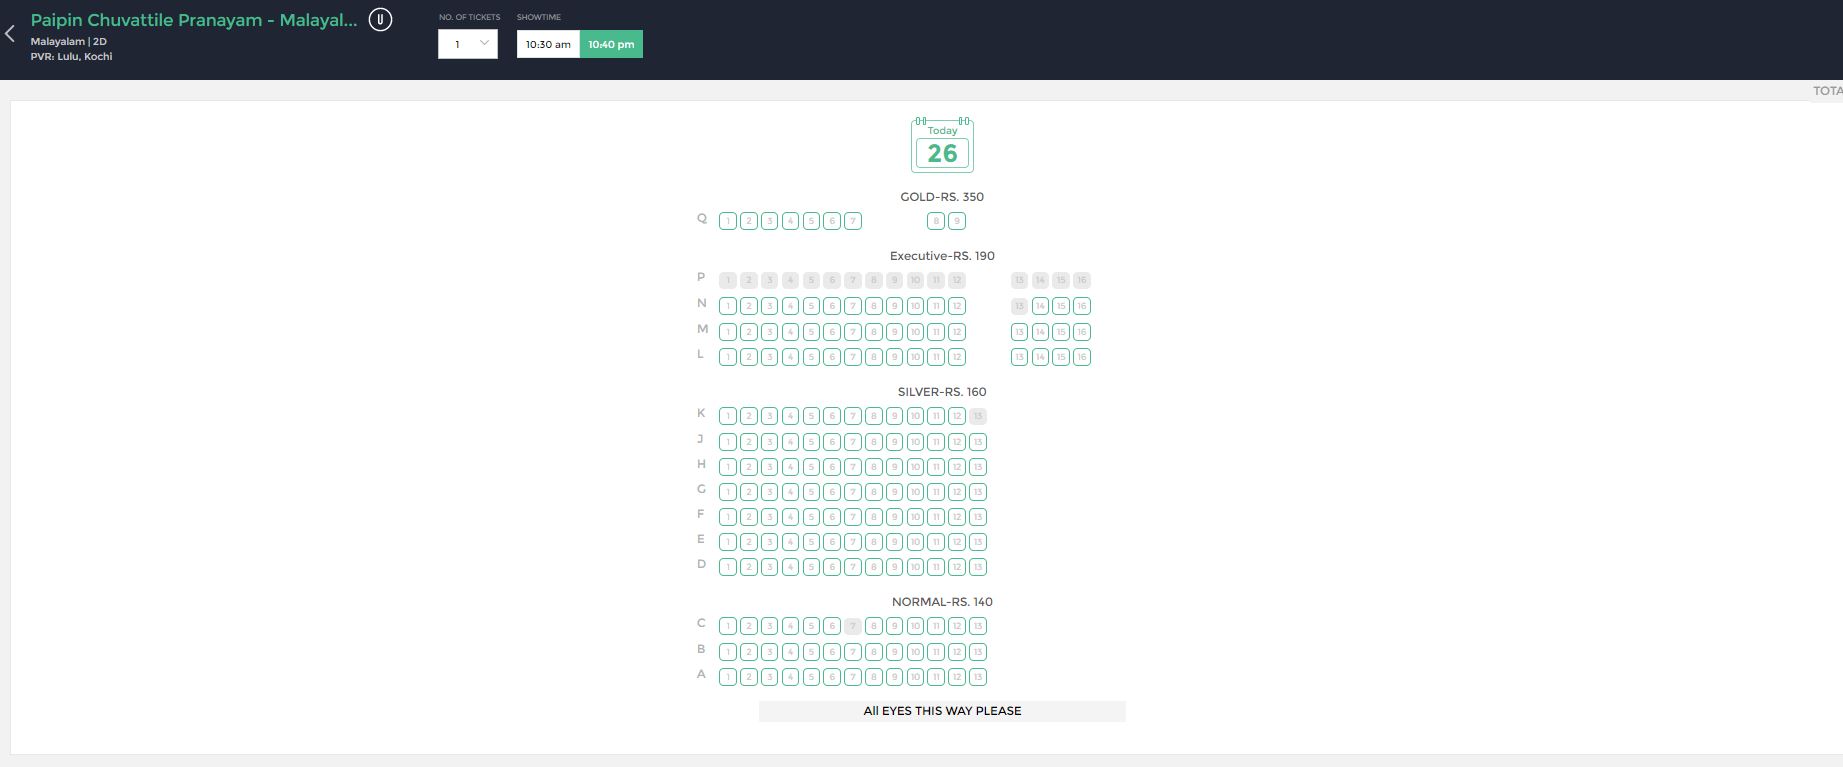 Paipin Chuvattile Pranayam - Malayal... U
Malayalam | 2D
PVR: Lulu, Kochi
NO. OF TICKETS SHOWTIME
1 10:30 am 10:40 pm
TOTA
Today
26
GOLD-RS. 350
Q 1 2 3 4 5 6 7 8 9
Executive-RS. 190
P 1 2 3 4 5 6 7 8 9 10 11 12 13 14 15 16
N 1 2 3 4 5 6 7 8 9 10 11 12 13 14 15 16
M 1 2 3 4 5 6 7 8 9 10 11 12 13 14 15 16
L 1 2 3 4 5 6 7 8 9 10 11 12 13 14 15 16
SILVER-RS. 160
K 1 2 3 4 5 6 7 8 9 10 11 12 13
J 1 2 3 4 5 6 7 8 9 10 11 12 13
H 1 2 3 4 5 6 7 8 9 10 11 12 13
G 1 2 3 4 5 6 7 8 9 10 11 12 13
F 1 2 3 4 5 6 7 8 9 10 11 12 13
E 1 2 3 4 5 6 7 8 9 10 11 12 13
D 1 2 3 4 5 6 7 8 9 10 11 12 13
NORMAL-RS. 140
C 1 2 3 4 5 6 7 8 9 10 11 12 13
B 1 2 3 4 5 6 7 8 9 10 11 12 13
A 1 2 3 4 5 6 7 8 9 10 11 12 13
All EYES THIS WAY PLEASE